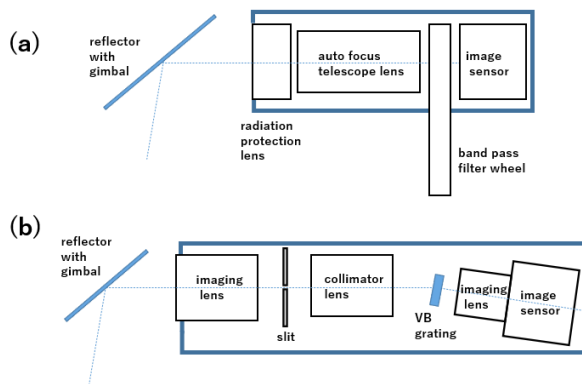 (a)
reflector
with
gimbal
auto focus
telescope lens
image
sensor
radiation
protection
lens
band pass
filter wheel
(b)
reflector
with
gimbal
imaging
lens
slit
collimator
lens
VB
grating
imaging
lens
image
sensor